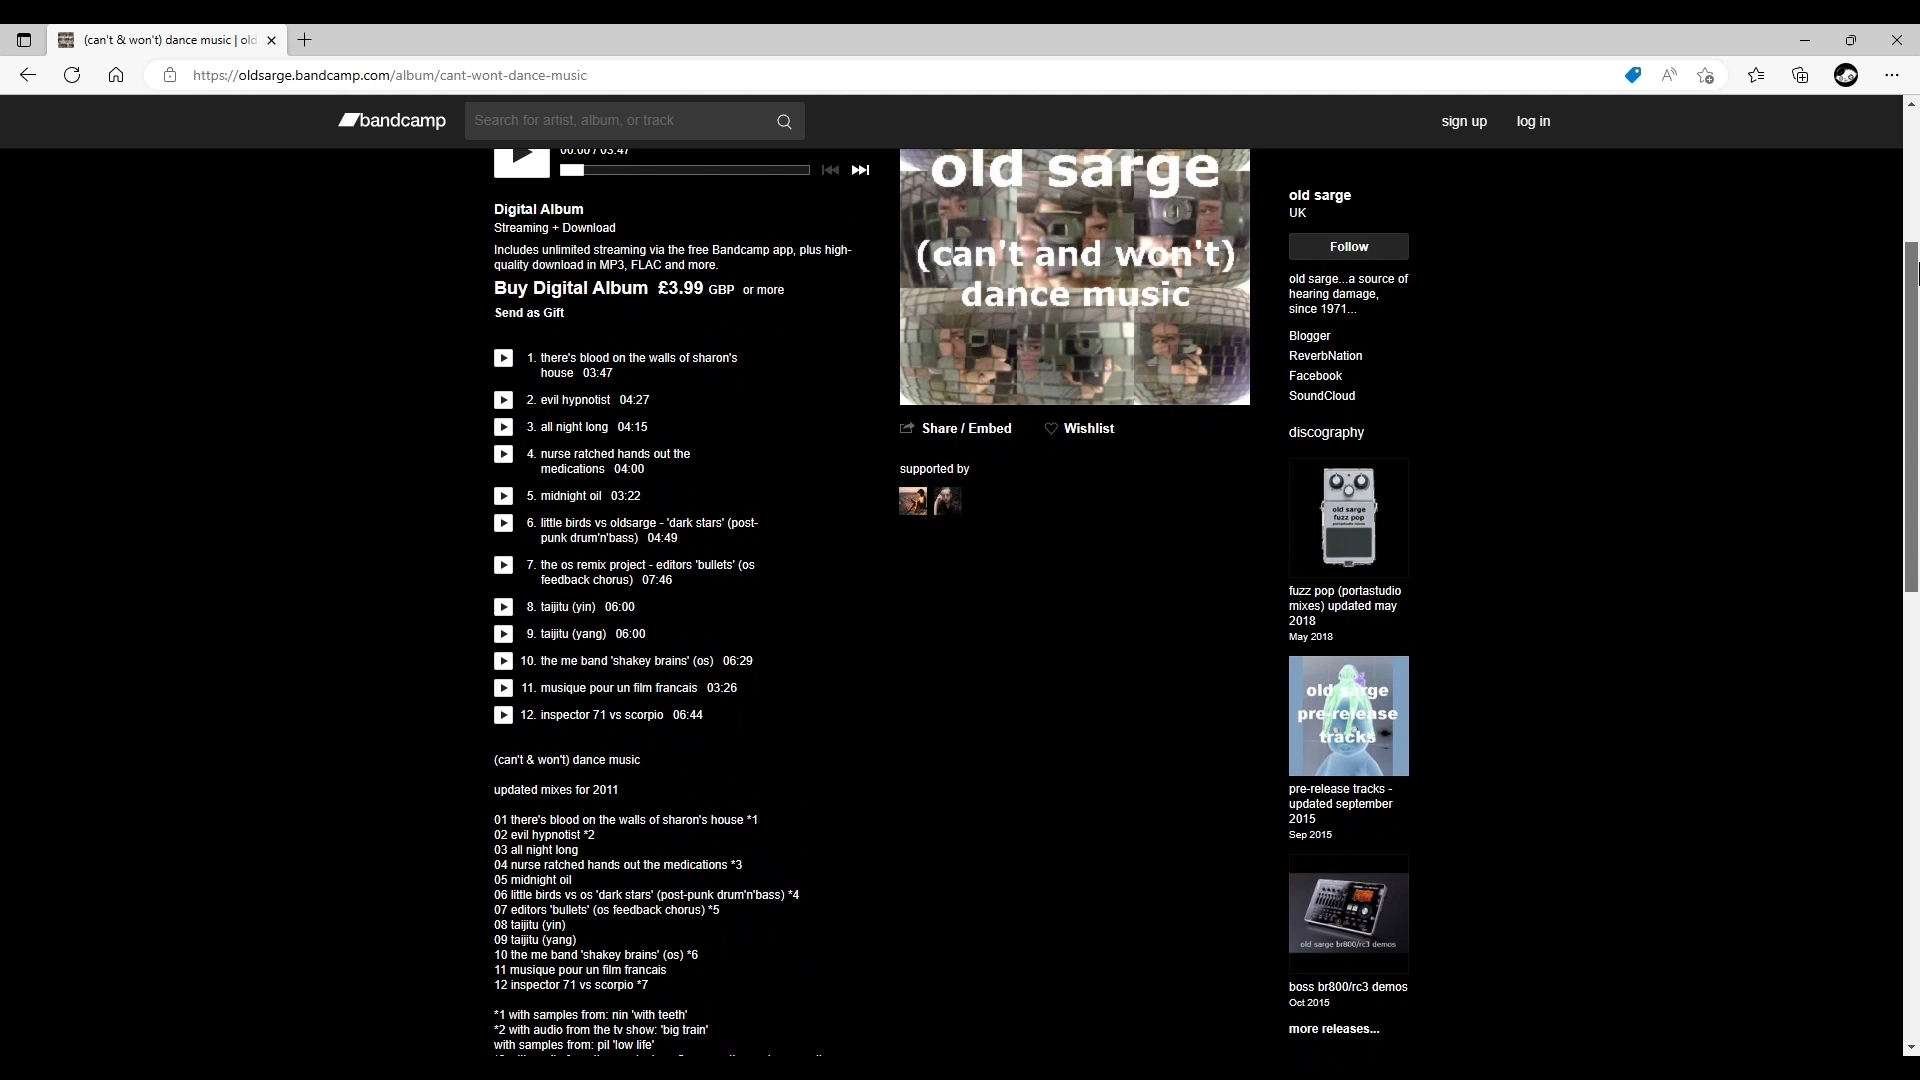 (can't & won't) dance music | old
https://oldsarge.bandcamp.com/album/cant-wont-dance-music
bandcamp
Search for artist, album, or track
sign up
log in
00:00 / 03:47
Digital Album
Streaming + Download
Includes unlimited streaming via the free Bandcamp app, plus high-
quality download in MP3, FLAC and more.
Buy Digital Album £3.99 GBP or more
Send as Gift
1. there's blood on the walls of sharon's
house 03:47
2. evil hypnotist 04:27
3. all night long 04:15
4. nurse ratched hands out the
medications 04:00
5. midnight oil 03:22
6. little birds vs oldsarge - 'dark stars' (post-
punk drum'n'bass) 04:49
7. the os remix project - editors 'bullets' (os
feedback chorus) 07:46
8. taijitu (yin) 06:00
9. taijitu (yang) 06:00
10. the me band 'shakey brains' (os) 06:29
11. musique pour un film francais 03:26
12. inspector 71 vs scorpio 06:44
(can't & won't) dance music
updated mixes for 2011
01 there's blood on the walls of sharon's house *1
02 evil hypnotist *2
03 all night long
04 nurse ratched hands out the medications *3
05 midnight oil
06 little birds vs os 'dark stars' (post-punk drum'n'bass) *4
07 editors 'bullets' (os feedback chorus) *5
08 taijitu (yin)
09 taijitu (yang)
10 the me band 'shakey brains' (os) *6
11 musique pour un film francais
12 inspector 71 vs scorpio *7
*1 with samples from: nin 'with teeth'
*2 with audio from the tv show: 'big train'
with samples from: pil 'low life'
old sarge
(can't and won't)
dance music
Share / Embed
Wishlist
supported by
old sarge
UK
Follow
old sarge...a source of
hearing damage,
since 1971...
Blogger
ReverbNation
Facebook
SoundCloud
discography
old sarge
fuzz pop
portastudio mixes
fuzz pop (portastudio
mixes) updated may
2018
May 2018
old sarge
pre-release
tracks
pre-release tracks -
updated september
2015
Sep 2015
old sarge br800/rc3 demos
boss br800/rc3 demos
Oct 2015
more releases...